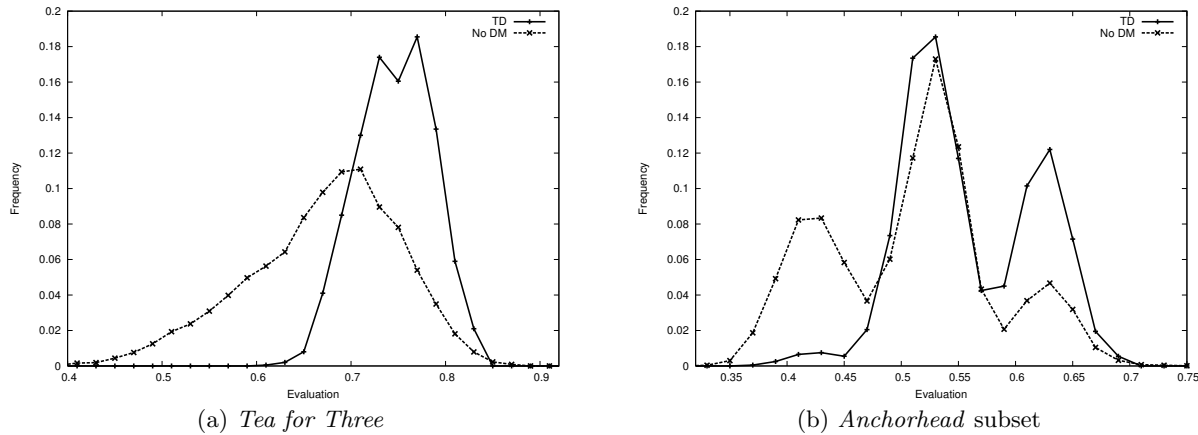 0.2
0.18
0.16
0.14
0.12
0.1
0.08
0.06
0.04
0.02
0
Frequency
TD
No DM
0.4 0.5 0.6 0.7 0.8 0.9
Evaluation
(a) Tea for Three
0.2
0.18
0.16
0.14
0.12
0.1
0.08
0.06
0.04
0.02
0
Frequency
TD
No DM
0.35 0.4 0.45 0.5 0.55 0.6 0.65 0.7 0.75
Evaluation
(b) Anchorhead subset